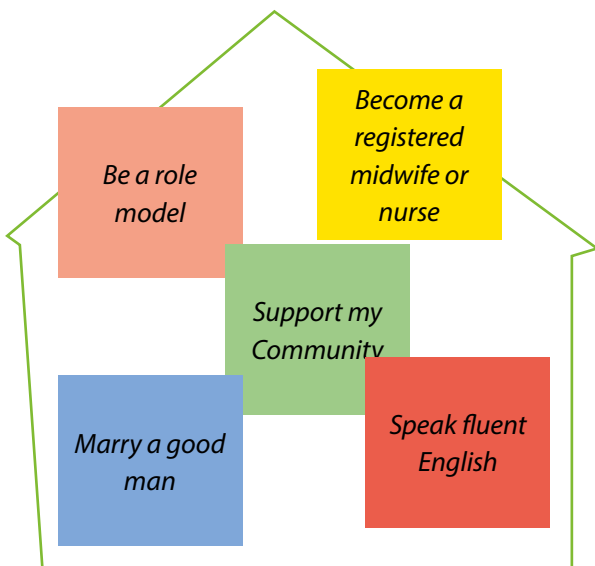 Be a role
model
Become a
registered
midwife or
nurse
Support my
Community
Marry a good
man
Speak fluent
English